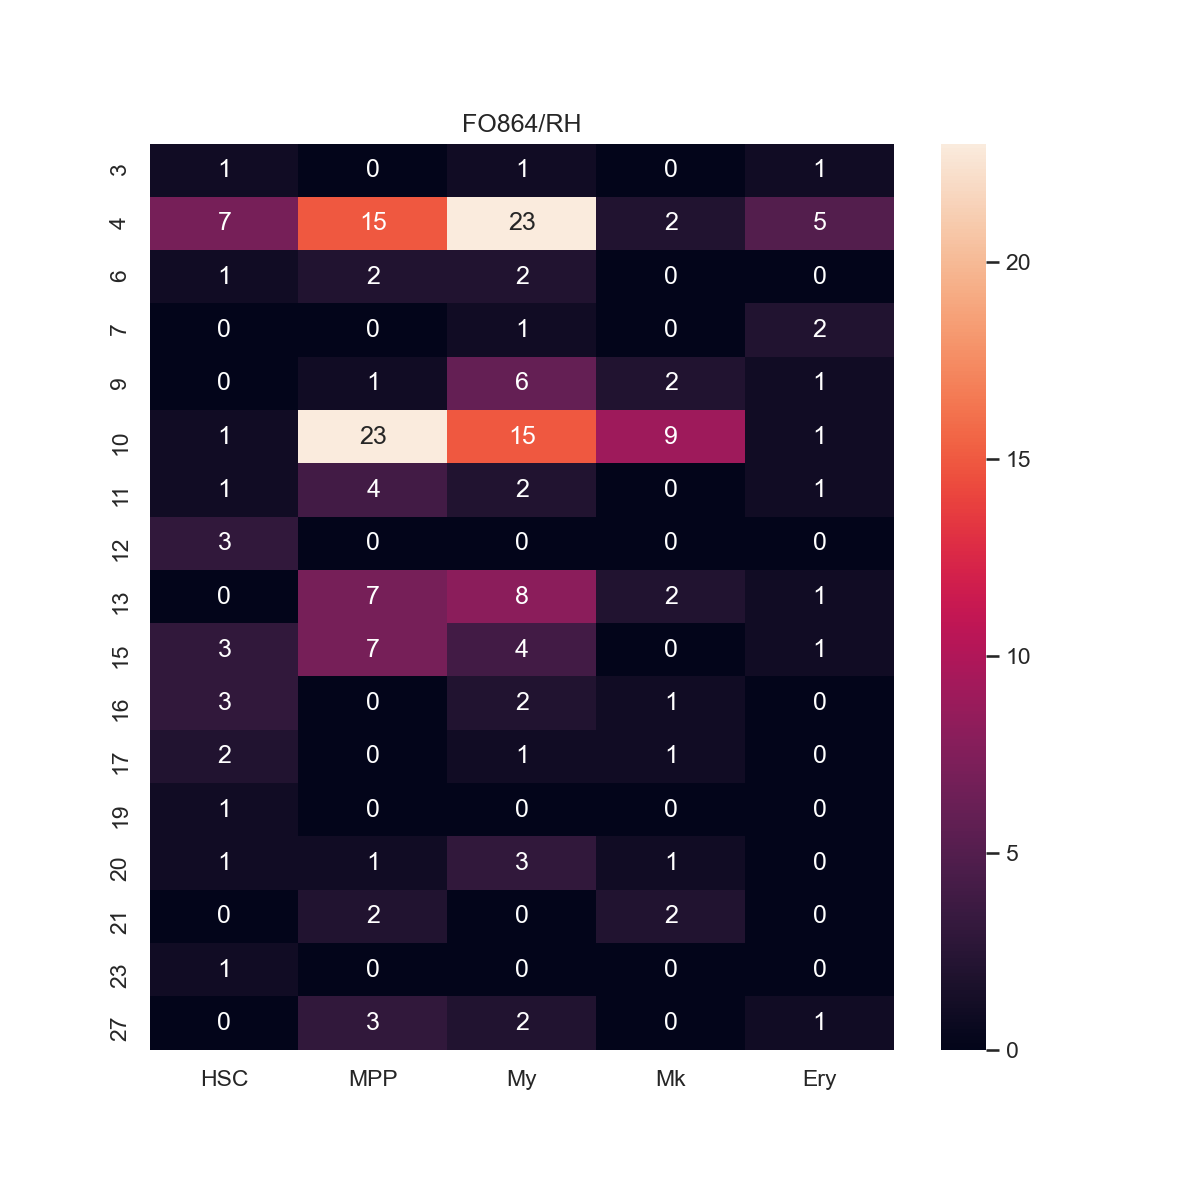 FO864/RH
3 1 0 1 0 1
4 7 15 23 2 5
20
6 1 2 2 0 0
7 0 0 1 0 2
9 0 1 6 2 1
10 1 23 15 9 1
15
11 1 4 2 0 1
12 3 0 0 0 0
13 0 7 8 2 1
15 3 7 4 0 1
10
16 3 0 2 1 0
17 2 0 1 1 0
19 1 0 0 0 0
20 1 1 3 1 0
5
21 0 2 0 2 0
23 1 0 0 0 0
27 0 3 2 0 1
0
HSC MPP My Mk Ery